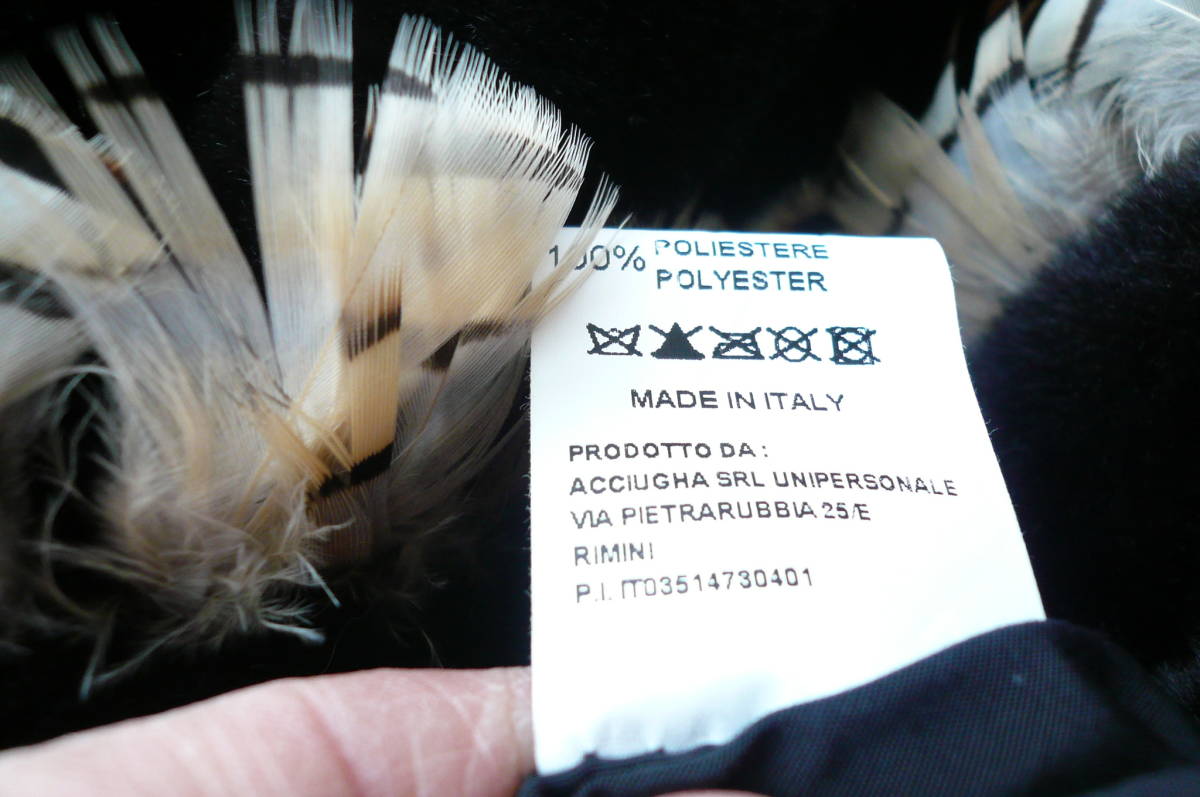 100% POLIESTERE
POLYESTER
MADE IN ITALY
PRODOTTO DA :
ACCIUGHA SRL UNIPERSONALE
VIA PIETRARUBBIA 25/E
RIMINI
P.I. IT03514730401